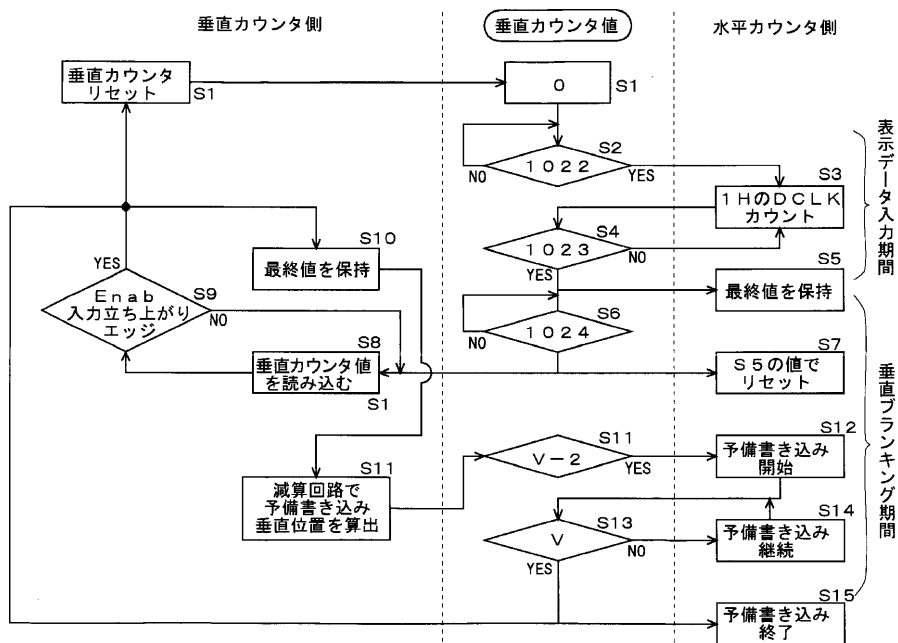 垂直カウンタ側
垂直カウンタ値
水平カウンタ側
垂直カウンタ
リセット
S1
0
S1
S2
1022
NO
YES
S3
1HのDCLK
カウント
S4
1023
NO
YES
S5
最終値を保持
S10
最終値を保持
YES
Enab
入力立ち上がり
エッジ
S9
NO
S6
1024
NO
S8
垂直カウンタ値
を読み込む
S1
S7
S5の値で
リセット
S11
減算回路で
予備書き込み
垂直位置を算出
S11
V-2
YES
S12
予備書き込み
開始
S13
V
NO
YES
S14
予備書き込み
継続
S15
予備書き込み
終了
表示データ入力期間
垂直ブランキング期間